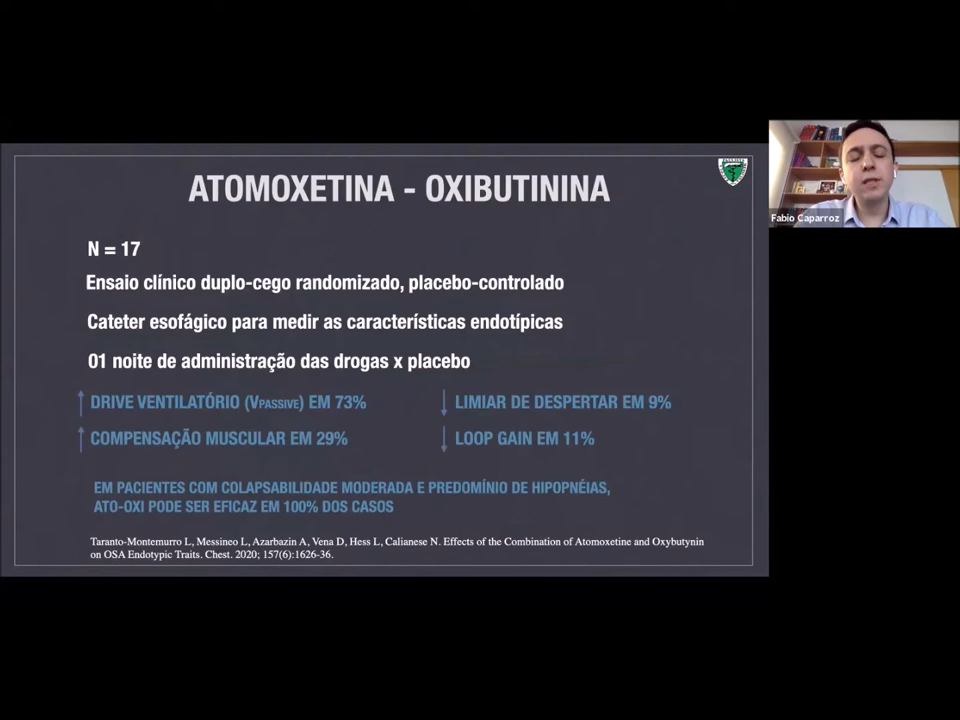 ATOMOXETINA - OXIBUTININA
N = 17
Ensaio clínico duplo-cego randomizado, placebo-controlado
Cateter esofágico para medir as características endotípicas
01 noite de administração das drogas x placebo
DRIVE VENTILATÓRIO (VPASSIVE) EM 73%
LIMIAR DE DESPERTAR EM 9%
COMPENSAÇÃO MUSCULAR EM 29%
LOOP GAIN EM 11%
EM PACIENTES COM COLAPSABILIDADE MODERADA E PREDOMÍNIO DE HIPOPNÉIAS,
ATO-OXI PODE SER EFICAZ EM 100% DOS CASOS
Taranto-Montemurro L, Messineo L, Azarbazin A, Vena D, Hess L, Calianese N. Effects of the Combination of Atomoxetine and Oxybutynin
on OSA Endotypic Traits. Chest. 2020; 157(6):1626-36.
Fabio Caparroz